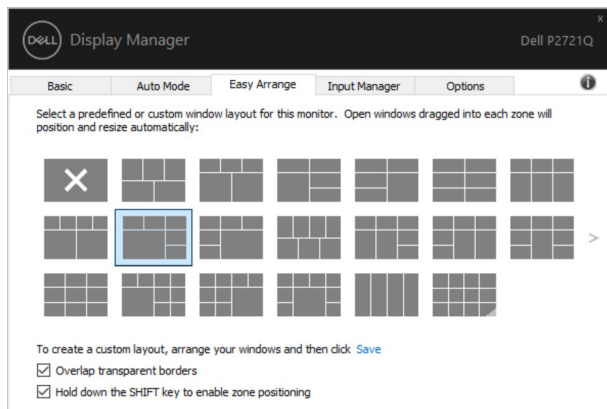 DELL Display Manager
x
Dell P2721Q
Basic Auto Mode Easy Arrange Input Manager Options
Select a predefined or custom window layout for this monitor. Open windows dragged into each zone will
position and resize automatically:
To create a custom layout, arrange your windows and then click Save
Overlap transparent borders
Hold down the SHIFT key to enable zone positioning